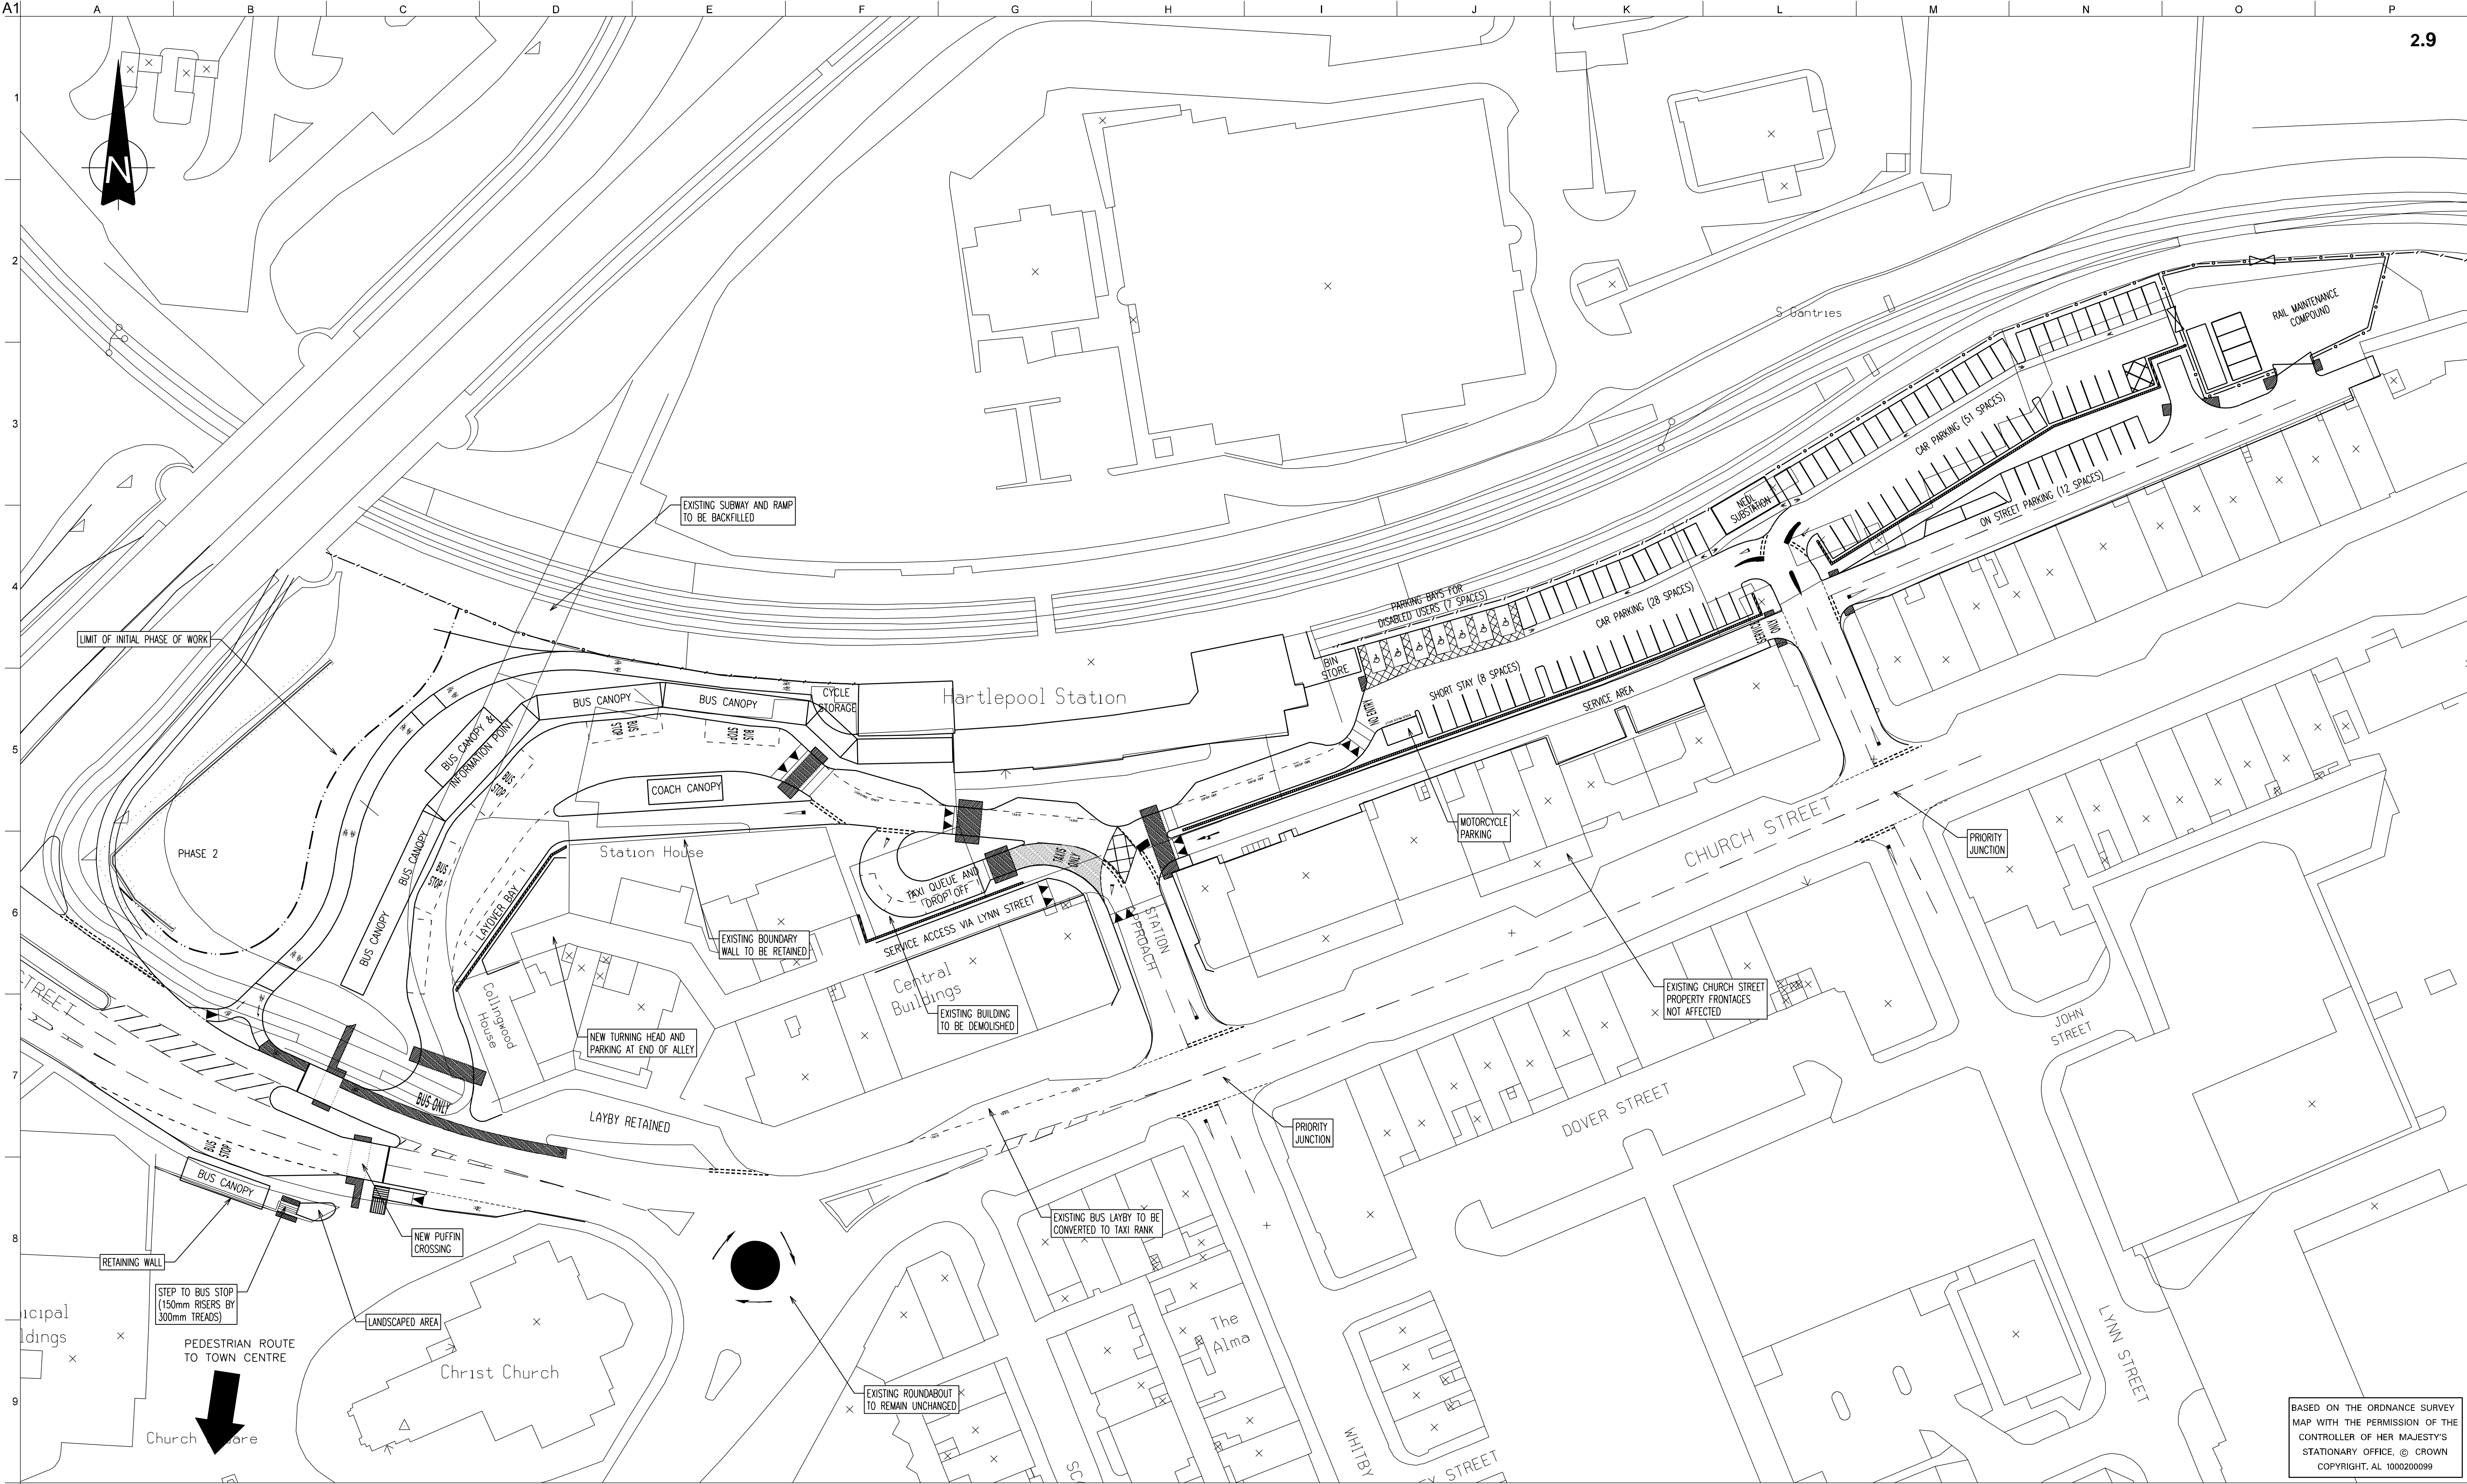 A1
A B C D E F G H I J K L M N O P
2.9
1
2
3
4
5
6
7
8
9
N
S Gantries
RAIL MAINTENANCE
COMPOUND
CAR PARKING (51 SPACES)
ON STREET PARKING (12 SPACES)
NEDL
SUBSTATION
EXISTING SUBWAY AND RAMP
TO BE BACKFILLED
PARKING BAYS FOR
DISABLED USERS (7 SPACES)
CAR PARKING (28 SPACES)
LIMIT OF INITIAL PHASE OF WORK
BIN
STORE
SHORT STAY (8 SPACES)
SERVICE AREA
ONLY
NO ENTRY
Hartlepool Station
CYCLE
STORAGE
BUS CANOPY
BUS CANOPY
BUS CANOPY &
INFORMATION POINT
BUS
STOP
BUS
STOP
BUS
STOP
COACH CANOPY
MOTORCYCLE
PARKING
CHURCH STREET
PRIORITY
JUNCTION
PHASE 2
Station House
BUS CANOPY
BUS
STOP
BUS CANOPY
LAYOVER BAY
TAXIS
ONLY
TAXI QUEUE AND
DROP OFF
SERVICE ACCESS VIA LYNN STREET
STATION
APPROACH
EXISTING BOUNDARY
WALL TO BE RETAINED
Central
Buildings
EXISTING BUILDING
TO BE DEMOLISHED
Collingwood
House
NEW TURNING HEAD AND
PARKING AT END OF ALLEY
EXISTING CHURCH STREET
PROPERTY FRONTAGES
NOT AFFECTED
JOHN
STREET
STREET
BUS ONLY
LAYBY RETAINED
DOVER STREET
PRIORITY
JUNCTION
BUS
STOP
BUS CANOPY
NEW PUFFIN
CROSSING
RETAINING WALL
EXISTING BUS LAYBY TO BE
CONVERTED TO TAXI RANK
STEP TO BUS STOP
(150mm RISERS BY
300mm TREADS)
LANDSCAPED AREA
icipal
ldings
PEDESTRIAN ROUTE
TO TOWN CENTRE
Christ Church
The
Alma
LYNN STREET
EXISTING ROUNDABOUT
TO REMAIN UNCHANGED
WHITBY
STREET
Church
BASED ON THE ORDNANCE SURVEY
MAP WITH THE PERMISSION OF THE
CONTROLLER OF HER MAJESTY'S
STATIONARY OFFICE, © CROWN
COPYRIGHT. AL 1000200099